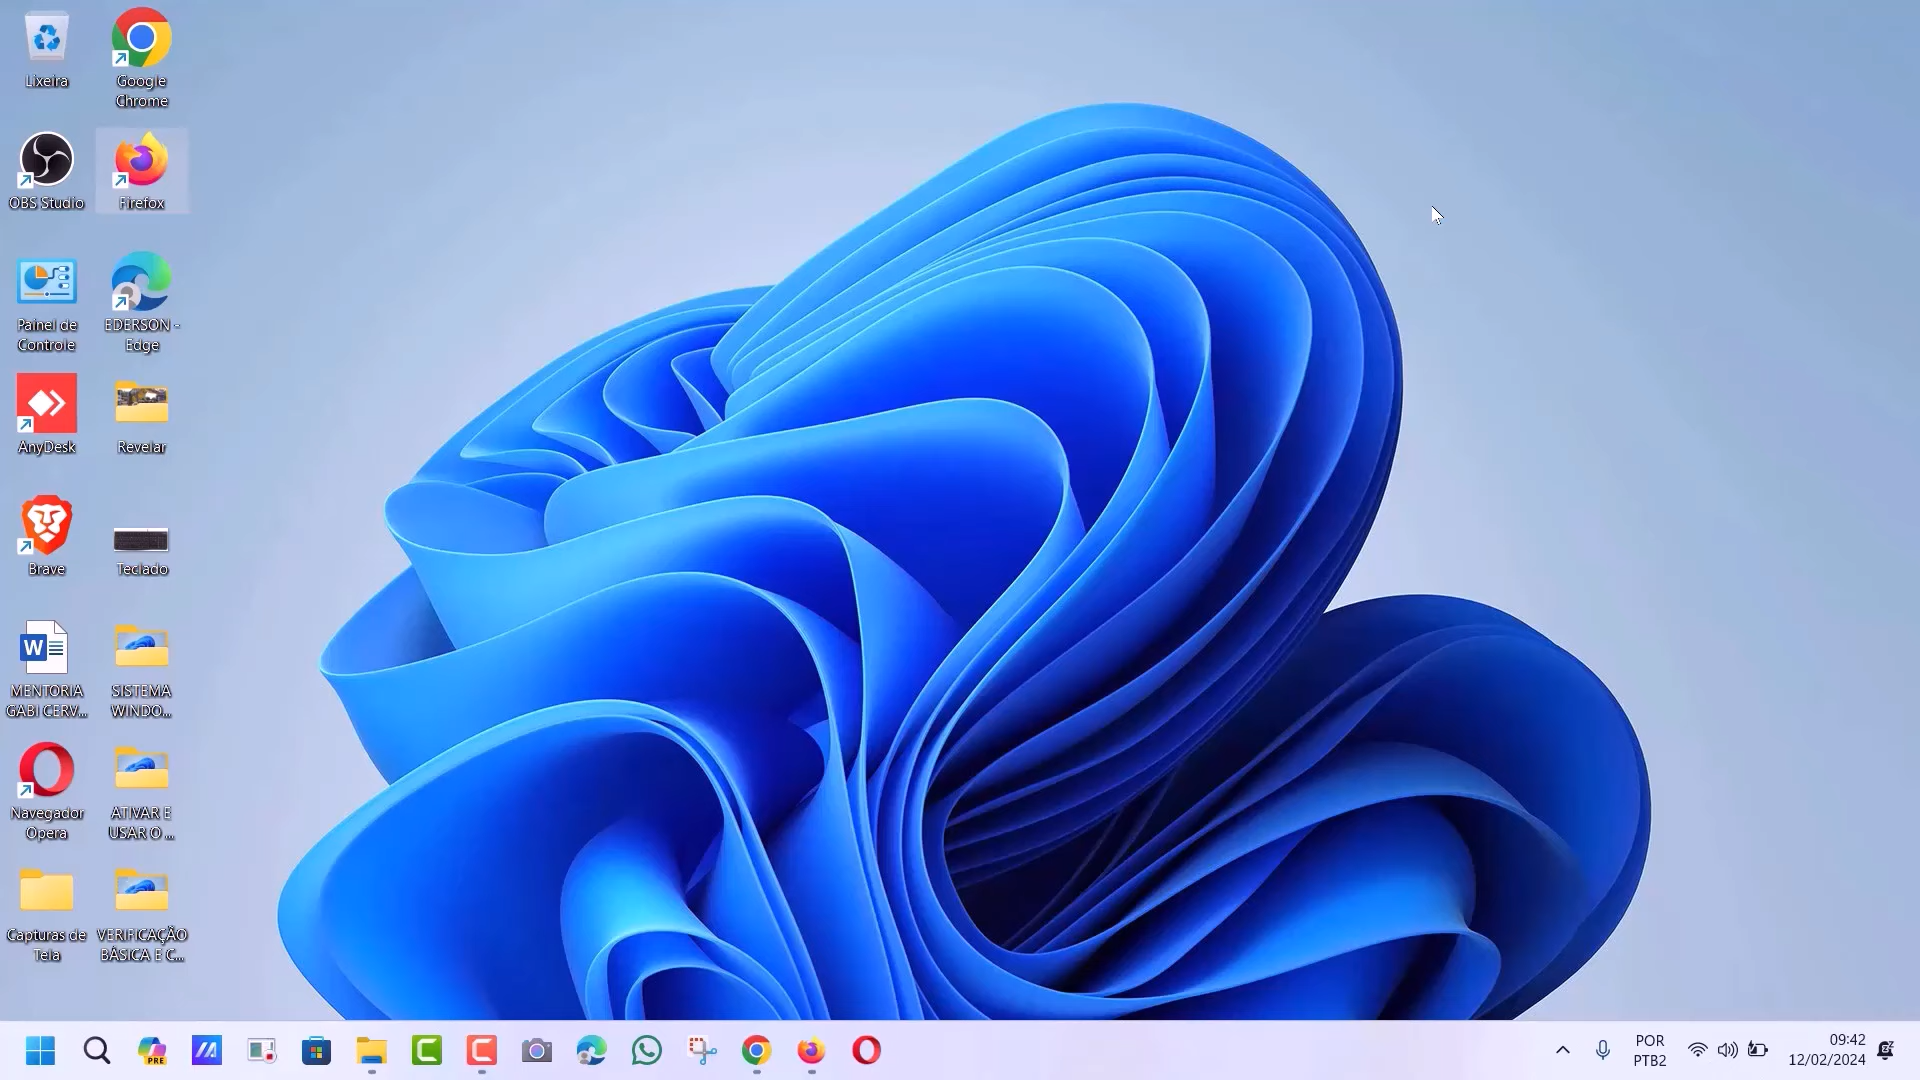 Lixeira
Google
Chrome
OBS Studio
Firefox
Painel de
Controle
EDERSON -
Edge
AnyDesk
Revelar
Brave
Teclado
W
MENTORIA
GABI CERV...
SISTEMA
WINDO...
Navegador
Opera
ATIVAR E
USAR O ...
Capturas de
Tela
VERIFICAÇÃO
BÁSICA E C...
PRE
POR
PTB2
09:42
12/02/2024